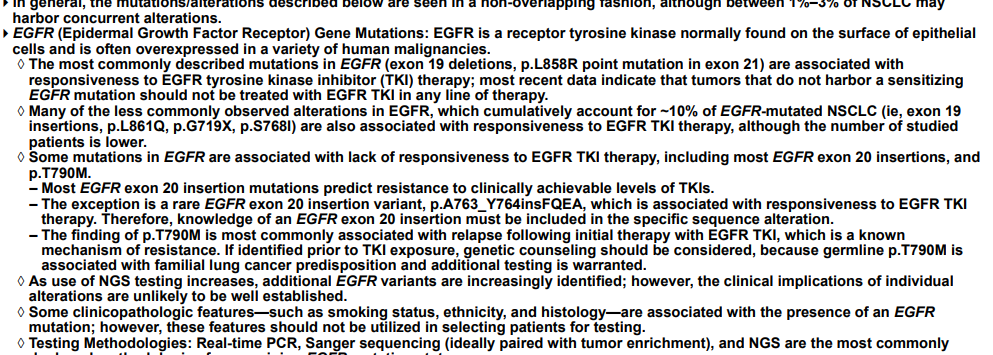 In general, the mutations/alterations described below are seen in a non-overlapping fashion, although between 1%–3% of NSCLC may
harbor concurrent alterations.
▸ EGFR (Epidermal Growth Factor Receptor) Gene Mutations: EGFR is a receptor tyrosine kinase normally found on the surface of epithelial
cells and is often overexpressed in a variety of human malignancies.
◊ The most commonly described mutations in EGFR (exon 19 deletions, p.L858R point mutation in exon 21) are associated with
responsiveness to EGFR tyrosine kinase inhibitor (TKI) therapy; most recent data indicate that tumors that do not harbor a sensitizing
EGFR mutation should not be treated with EGFR TKI in any line of therapy.
◊ Many of the less commonly observed alterations in EGFR, which cumulatively account for ~10% of EGFR-mutated NSCLC (ie, exon 19
insertions, p.L861Q, p.G719X, p.S768I) are also associated with responsiveness to EGFR TKI therapy, although the number of studied
patients is lower.
◊ Some mutations in EGFR are associated with lack of responsiveness to EGFR TKI therapy, including most EGFR exon 20 insertions, and
p.T790M.
– Most EGFR exon 20 insertion mutations predict resistance to clinically achievable levels of TKIs.
– The exception is a rare EGFR exon 20 insertion variant, p.A763_Y764insFQEA, which is associated with responsiveness to EGFR TKI
therapy. Therefore, knowledge of an EGFR exon 20 insertion must be included in the specific sequence alteration.
– The finding of p.T790M is most commonly associated with relapse following initial therapy with EGFR TKI, which is a known
mechanism of resistance. If identified prior to TKI exposure, genetic counseling should be considered, because germline p.T790M is
associated with familial lung cancer predisposition and additional testing is warranted.
◊ As use of NGS testing increases, additional EGFR variants are increasingly identified; however, the clinical implications of individual
alterations are unlikely to be well established.
◊ Some clinicopathologic features—such as smoking status, ethnicity, and histology—are associated with the presence of an EGFR
mutation; however, these features should not be utilized in selecting patients for testing.
◊ Testing Methodologies: Real-time PCR, Sanger sequencing (ideally paired with tumor enrichment), and NGS are the most commonly